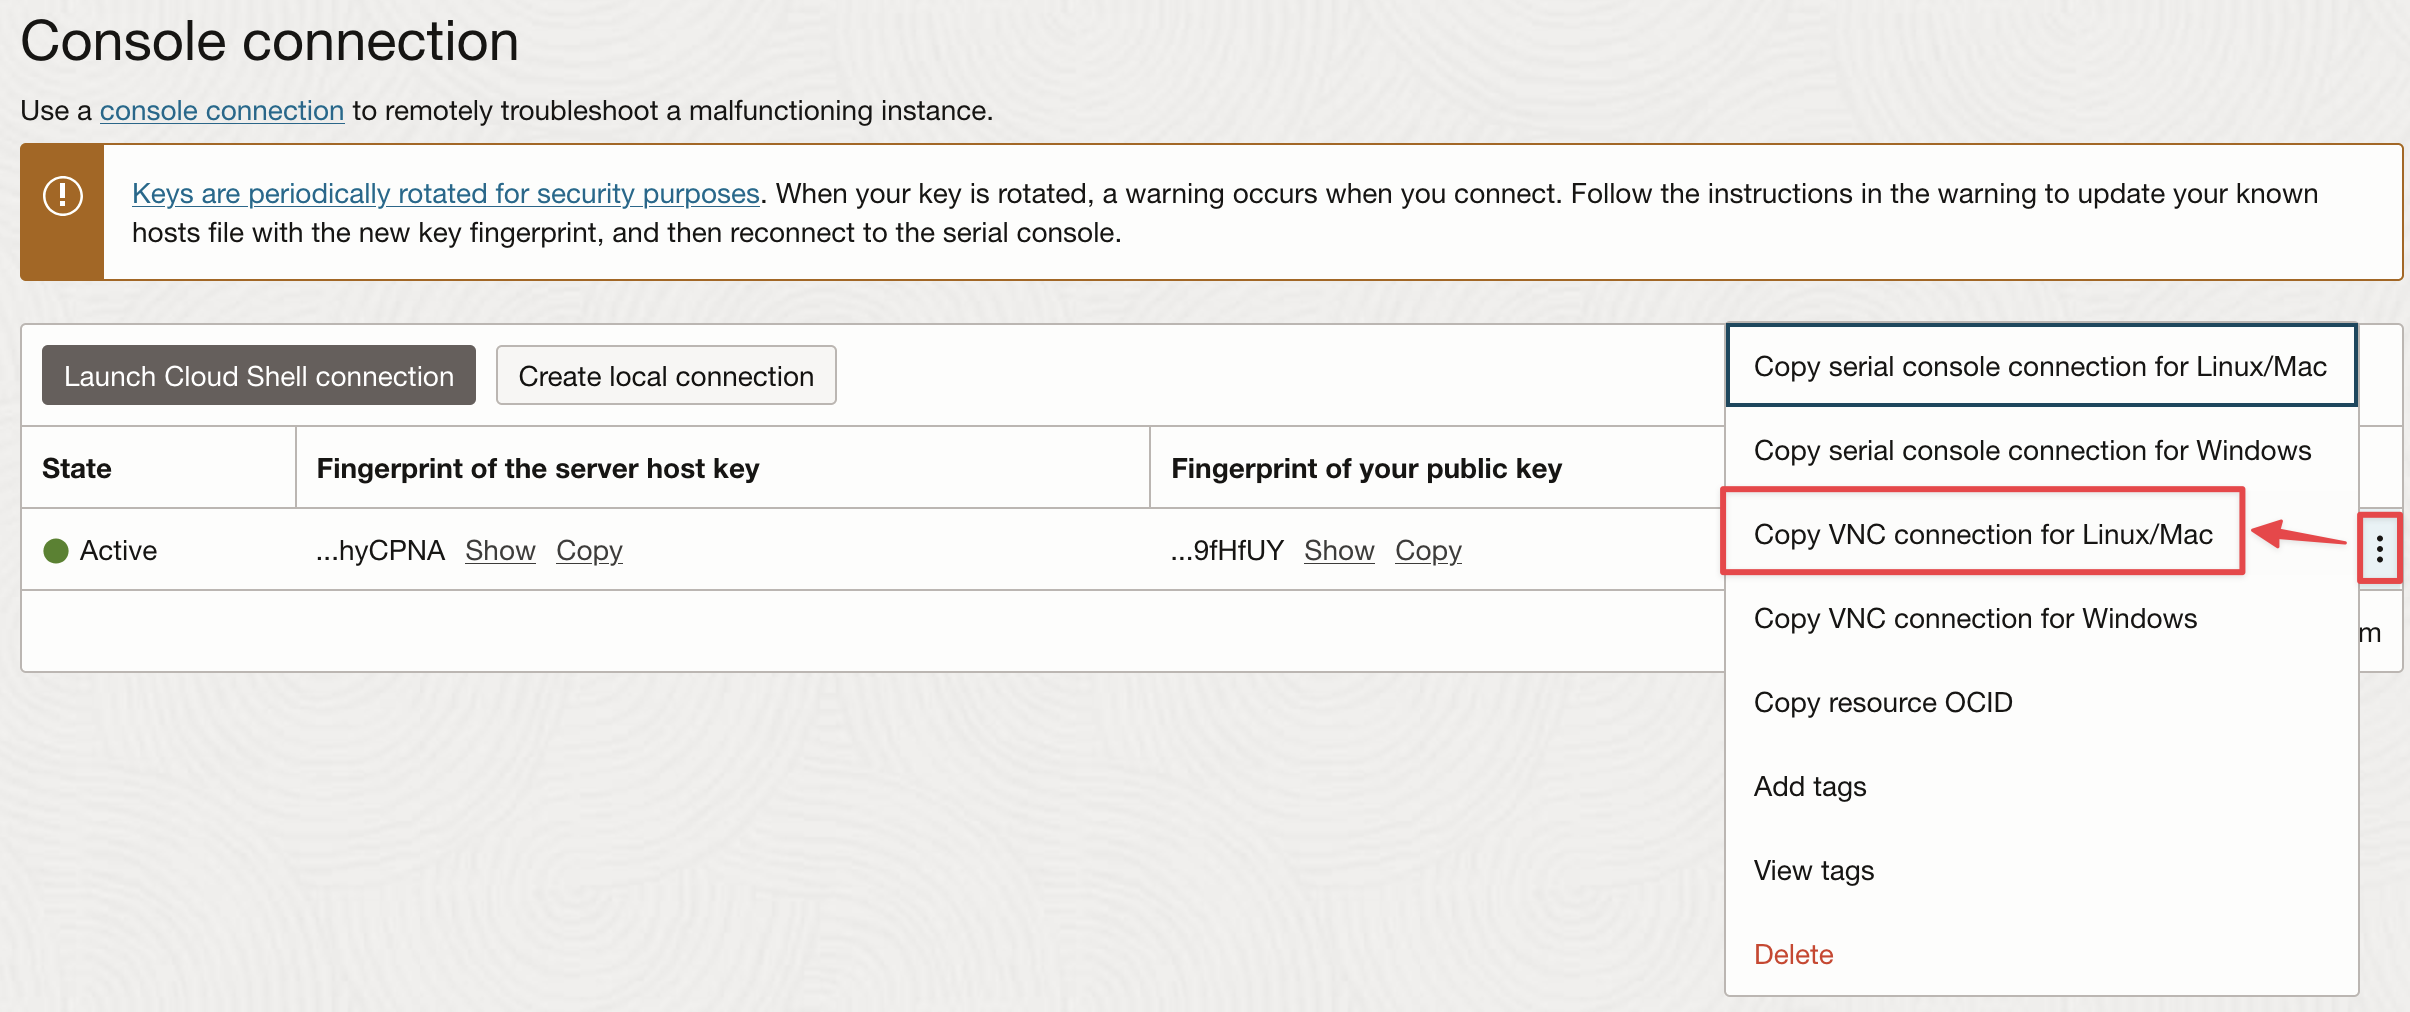 Console connection
Use a console connection to remotely troubleshoot a malfunctioning instance.
Keys are periodically rotated for security purposes. When your key is rotated, a warning occurs when you connect. Follow the instructions in the warning to update your known
hosts file with the new key fingerprint, and then reconnect to the serial console.
Launch Cloud Shell connection
Create local connection
State
Fingerprint of the server host key
Fingerprint of your public key
Active
...hyCPNA Show Copy
...9fHfUY Show Copy
m
Copy serial console connection for Linux/Mac
Copy serial console connection for Windows
Copy VNC connection for Linux/Mac
Copy VNC connection for Windows
Copy resource OCID
Add tags
View tags
Delete